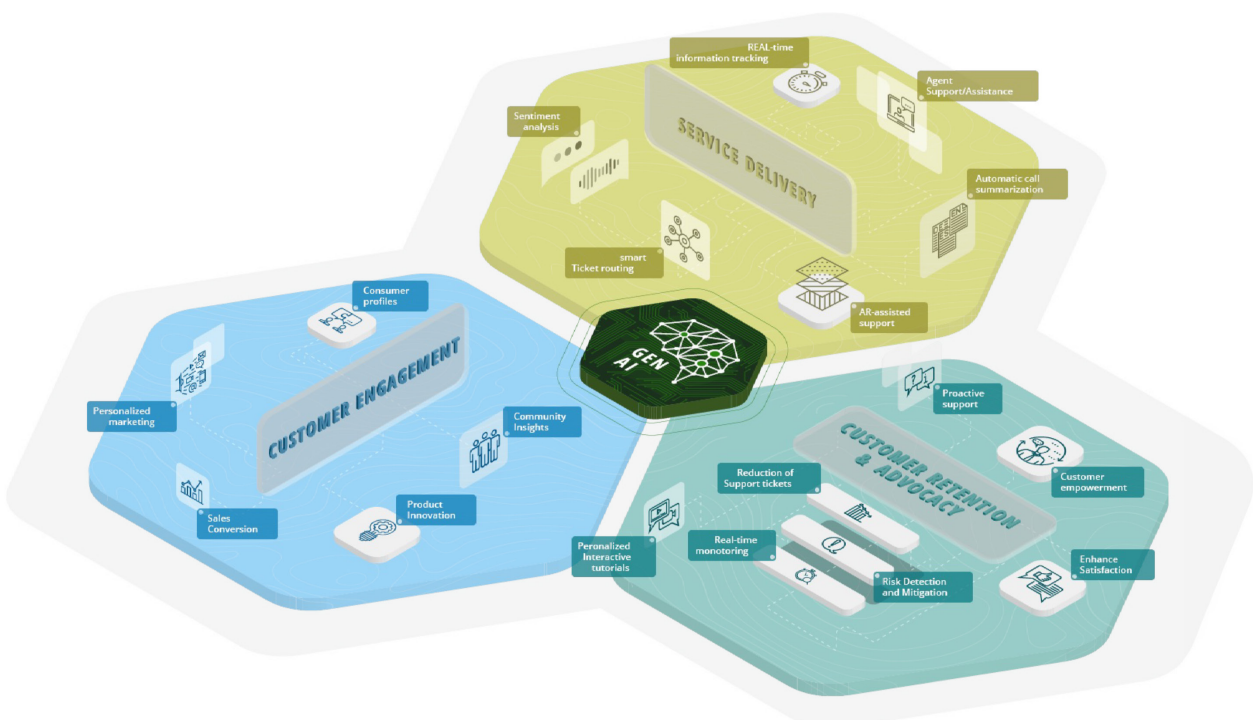 REAL-time
information tracking
Agent
Support/Assistance
Sentiment
analysis
SERVICE DELIVERY
Automatic call
summarization
smart
Ticket routing
AR-assisted
support
GEN
AI
Consumer
profiles
CUSTOMER ENGAGEMENT
Personalized
marketing
Community
Insights
Sales
Conversion
Product
Innovation
Proactive
support
CUSTOMER RETENTION
& ADVOCACY
Customer
empowerment
Reduction of
Support tickets
Peronalized
Interactive
tutorials
Real-time
monotoring
Risk Detection
and Mitigation
Enhance
Satisfaction